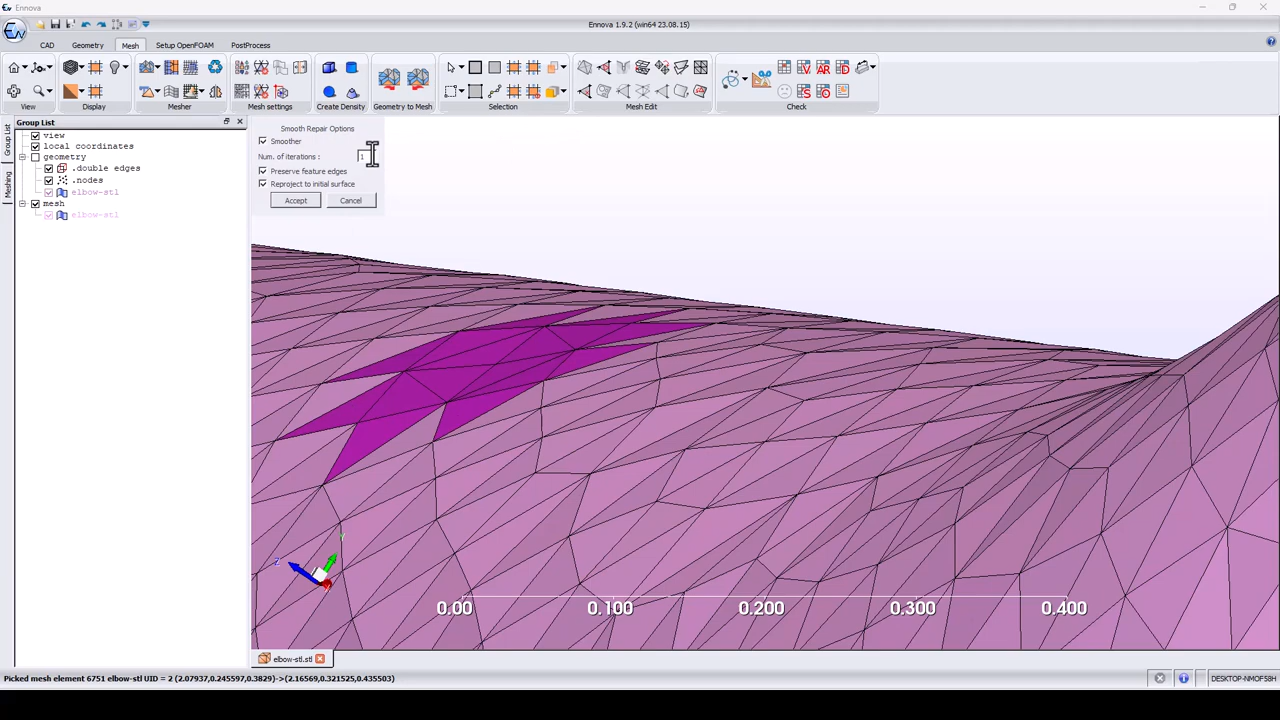 Ennova
Ennova 1.9.2 (win64 23.08.15)
CAD Geometry Mesh Setup OpenFOAM PostProcess
View Display Mesher Mesh settings Create Density Geometry to Mesh Selection Mesh Edit Check
Group List
Group List
Meshing
view
local coordinates
geometry
.double edges
.nodes
elbow-stl
mesh
elbow-stl
Smooth Repair Options
Smoother
Num. of iterations : 1
Preserve feature edges
Reproject to initial surface
Accept Cancel
Z
Y
0.00 0.100 0.200 0.300 0.400
elbow-stl.stl
Picked mesh element 6751 elbow-stl UID = 2 (2.07937,0.245597,0.3829)->(2.16569,0.321525,0.435503)
DESKTOP-NMOF58H